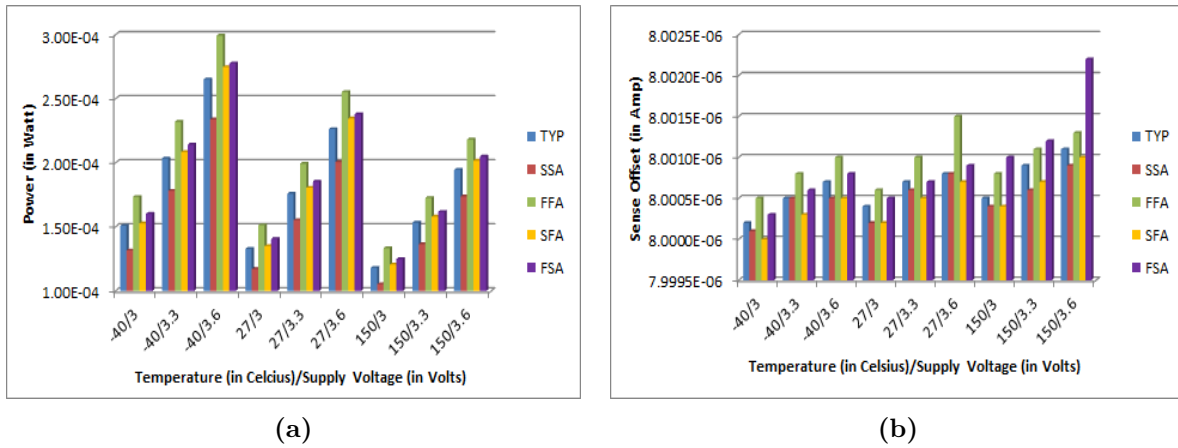 3.00E-04
2.50E-04
2.00E-04
1.50E-04
1.00E-04
Power (in Watt)
-40/3
-40/3.3
-40/3.6
27/3
27/3.3
27/3.6
150/3
150/3.3
150/3.6
Temperature (in Celcius)/Supply Voltage (in Volts)
TYP
SSA
FFA
SFA
FSA
(a)
8.0025E-06
8.0020E-06
8.0015E-06
8.0010E-06
8.0005E-06
8.0000E-06
7.9995E-06
Sense Offset (in Amp)
-40/3
-40/3.3
-40/3.6
27/3
27/3.3
27/3.6
150/3
150/3.3
150/3.6
Temperature (in Celsius)/Supply Voltage (in Volts)
TYP
SSA
FFA
SFA
FSA
(b)